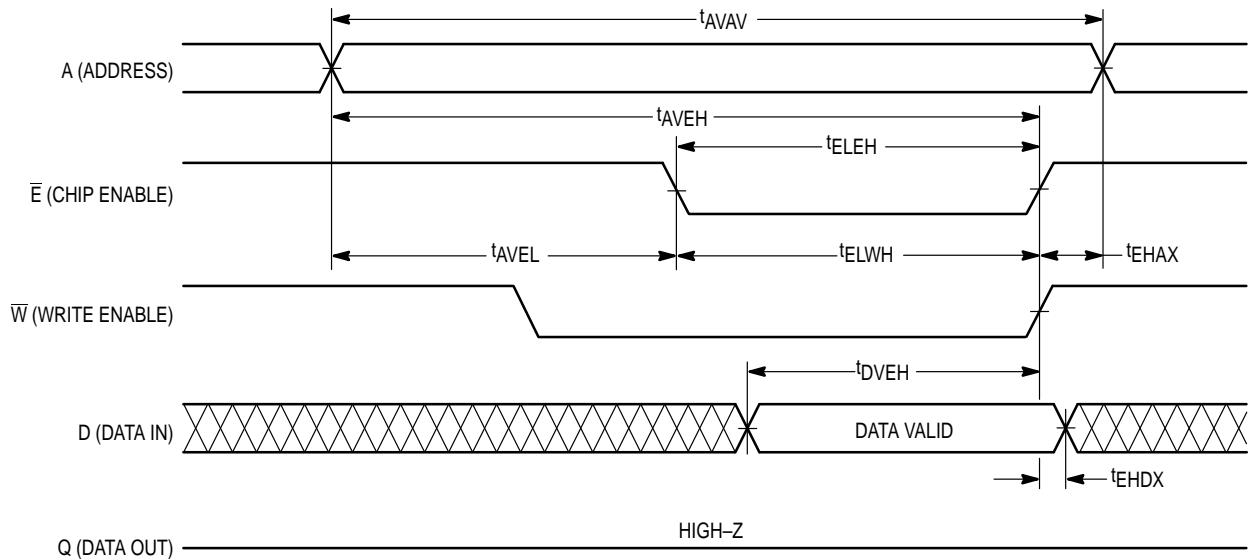 tAVAV
A (ADDRESS)
tAVEH
tELEH
E̅ (CHIP ENABLE)
tAVEL
tELWH
tEHAX
W̅ (WRITE ENABLE)
tDVEH
D (DATA IN)
DATA VALID
tEHDX
HIGH–Z
Q (DATA OUT)